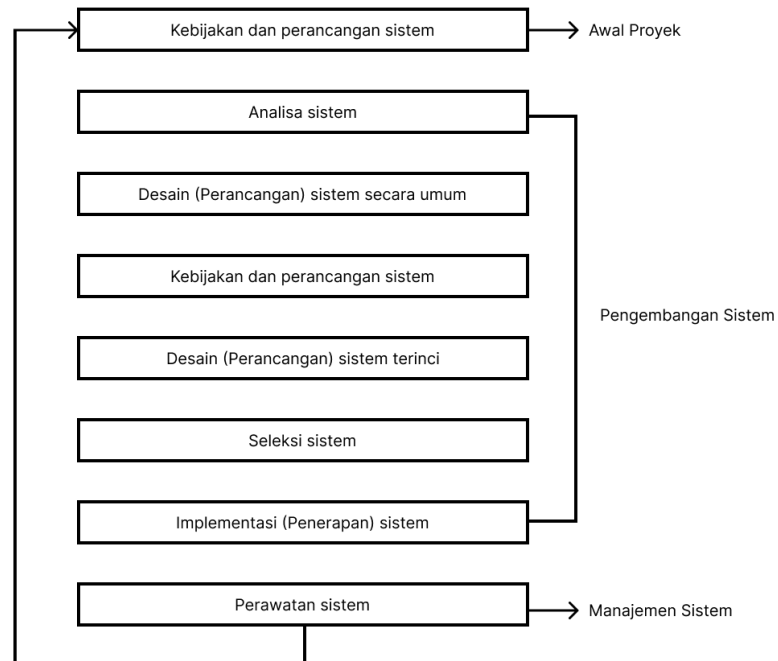 Kebijakan dan perancangan sistem
Awal Proyek
Analisa sistem
Desain (Perancangan) sistem secara umum
Kebijakan dan perancangan sistem
Pengembangan Sistem
Desain (Perancangan) sistem terinci
Seleksi sistem
Implementasi (Penerapan) sistem
Perawatan sistem
Manajemen Sistem